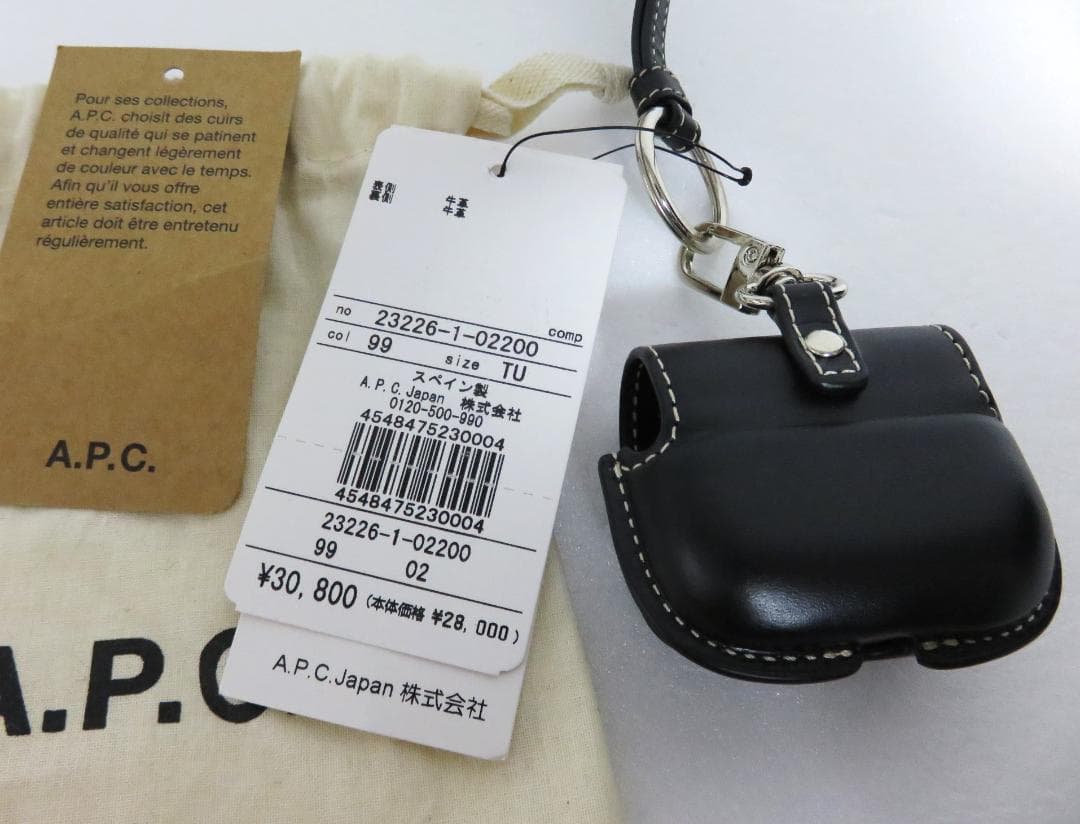 Pour ses collections,
A.P.C. choisit des cuirs
de qualité qui se patinent
et changent légèrement
de couleur avec le temps.
Afin qu'il vous offre
entière satisfaction, cet
article doit être entretenu
régulièrement.
A.P.C.
表側 牛革
裏側 牛革
no 23226-1-02200 comp
col 99 size TU
スペイン製
A.P.C.Japan 株式会社
0120-500-990
4548475230004
4548475230004
23226-1-02200
99 02
¥30,800 (本体価格 ¥28,000)
A.P.C.Japan 株式会社
A.P.C.